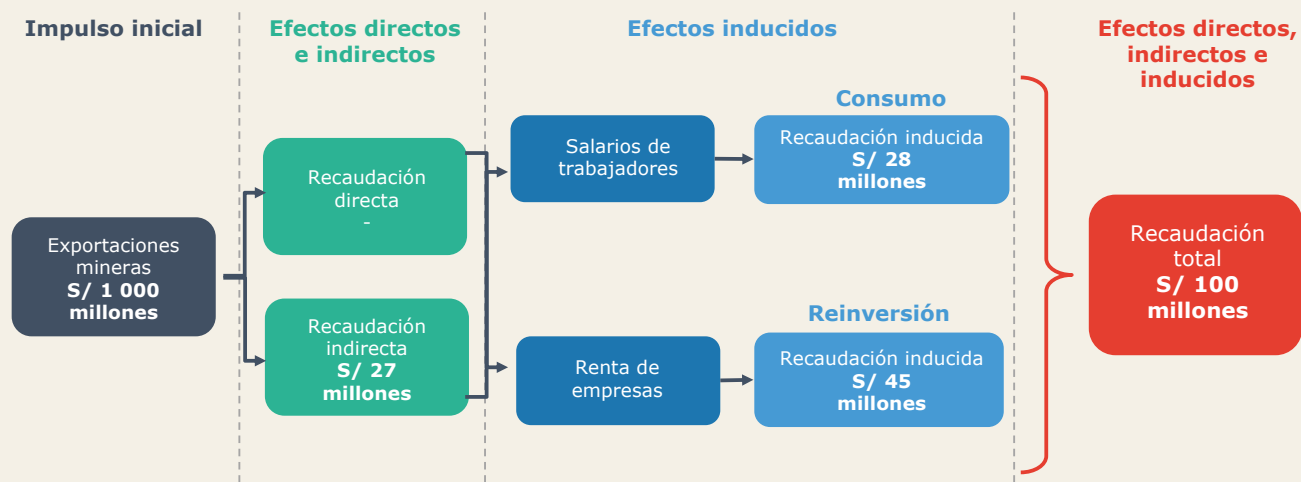 Impulso inicial
Efectos directos
e indirectos
Efectos inducidos
Efectos directos,
indirectos e
inducidos
Exportaciones
mineras
S/ 1 000
millones
Recaudación
directa
-
Recaudación
indirecta
S/ 27
millones
Salarios de
trabajadores
Renta de
empresas
Consumo
Recaudación inducida
S/ 28
millones
Reinversión
Recaudación inducida
S/ 45
millones
Recaudación
total
S/ 100
millones